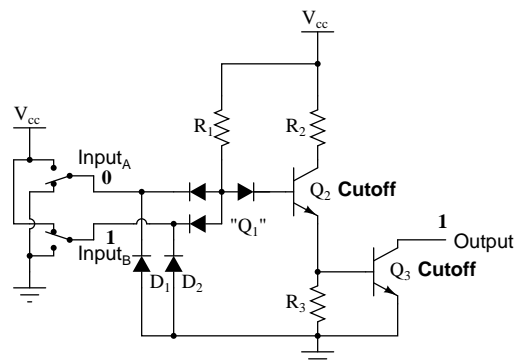 Vcc
Vcc
R1
R2
InputA
0
1
InputB
"Q1"
Q2 Cutoff
1
Output
Q3 Cutoff
D1
D2
R3